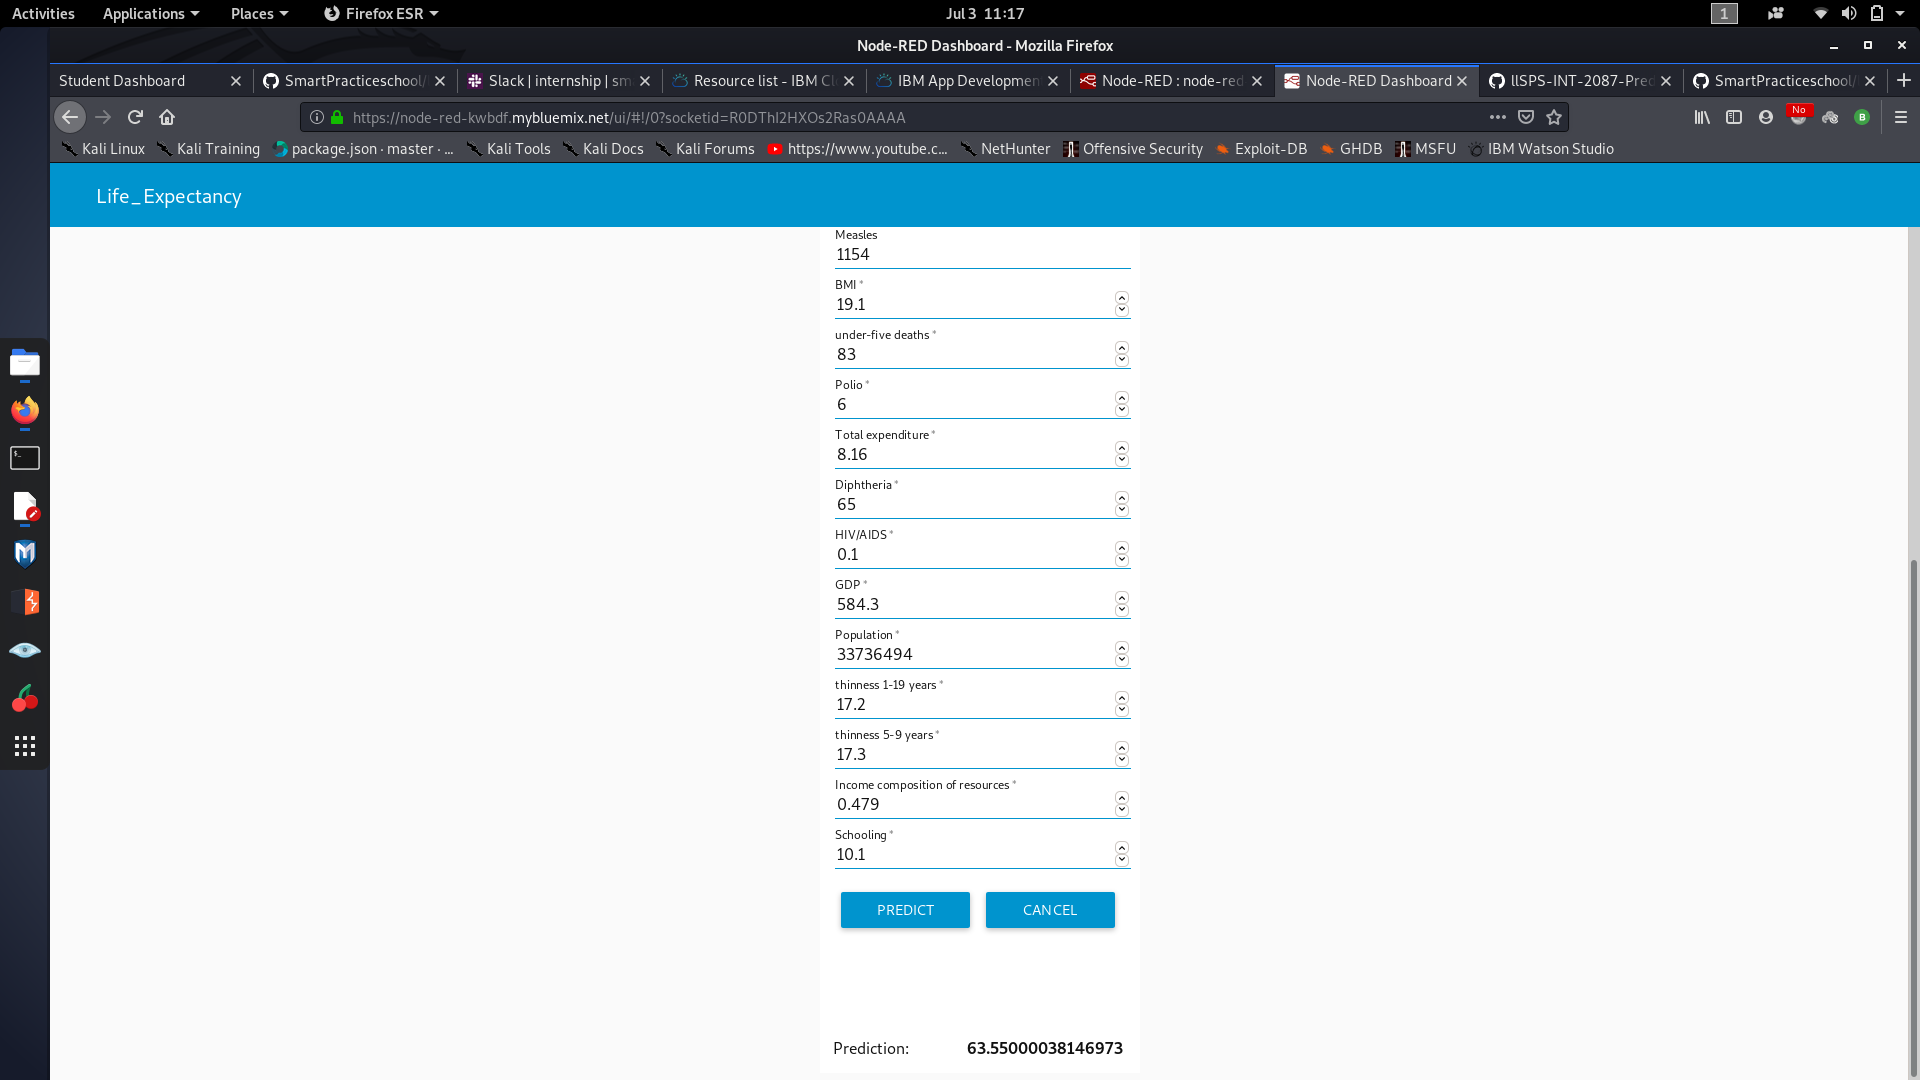 Activities Applications Places Firefox ESR Jul 3 11:17 1
Node-RED Dashboard - Mozilla Firefox
Student Dashboard SmartPracticeschool/ Slack | internship | sm Resource list - IBM Cl IBM App Developmen Node-RED : node-red Node-RED Dashboard llSPS-INT-2087-Pred SmartPracticeschool/
https://node-red-kwbdf.mybluemix.net/ui/#!/0?socketid=R0DThI2HXOs2Ras0AAAA No B
Kali Linux Kali Training package.json · master · ... Kali Tools Kali Docs Kali Forums https://www.youtube.c... NetHunter Offensive Security Exploit-DB GHDB MSFU IBM Watson Studio
Life_Expectancy
Measles
1154
BMI *
19.1
under-five deaths *
83
Polio *
6
Total expenditure *
8.16
Diphtheria *
65
HIV/AIDS *
0.1
GDP *
584.3
Population *
33736494
thinness 1-19 years *
17.2
thinness 5-9 years *
17.3
Income composition of resources *
0.479
Schooling *
10.1
PREDICT CANCEL
Prediction: 63.55000038146973